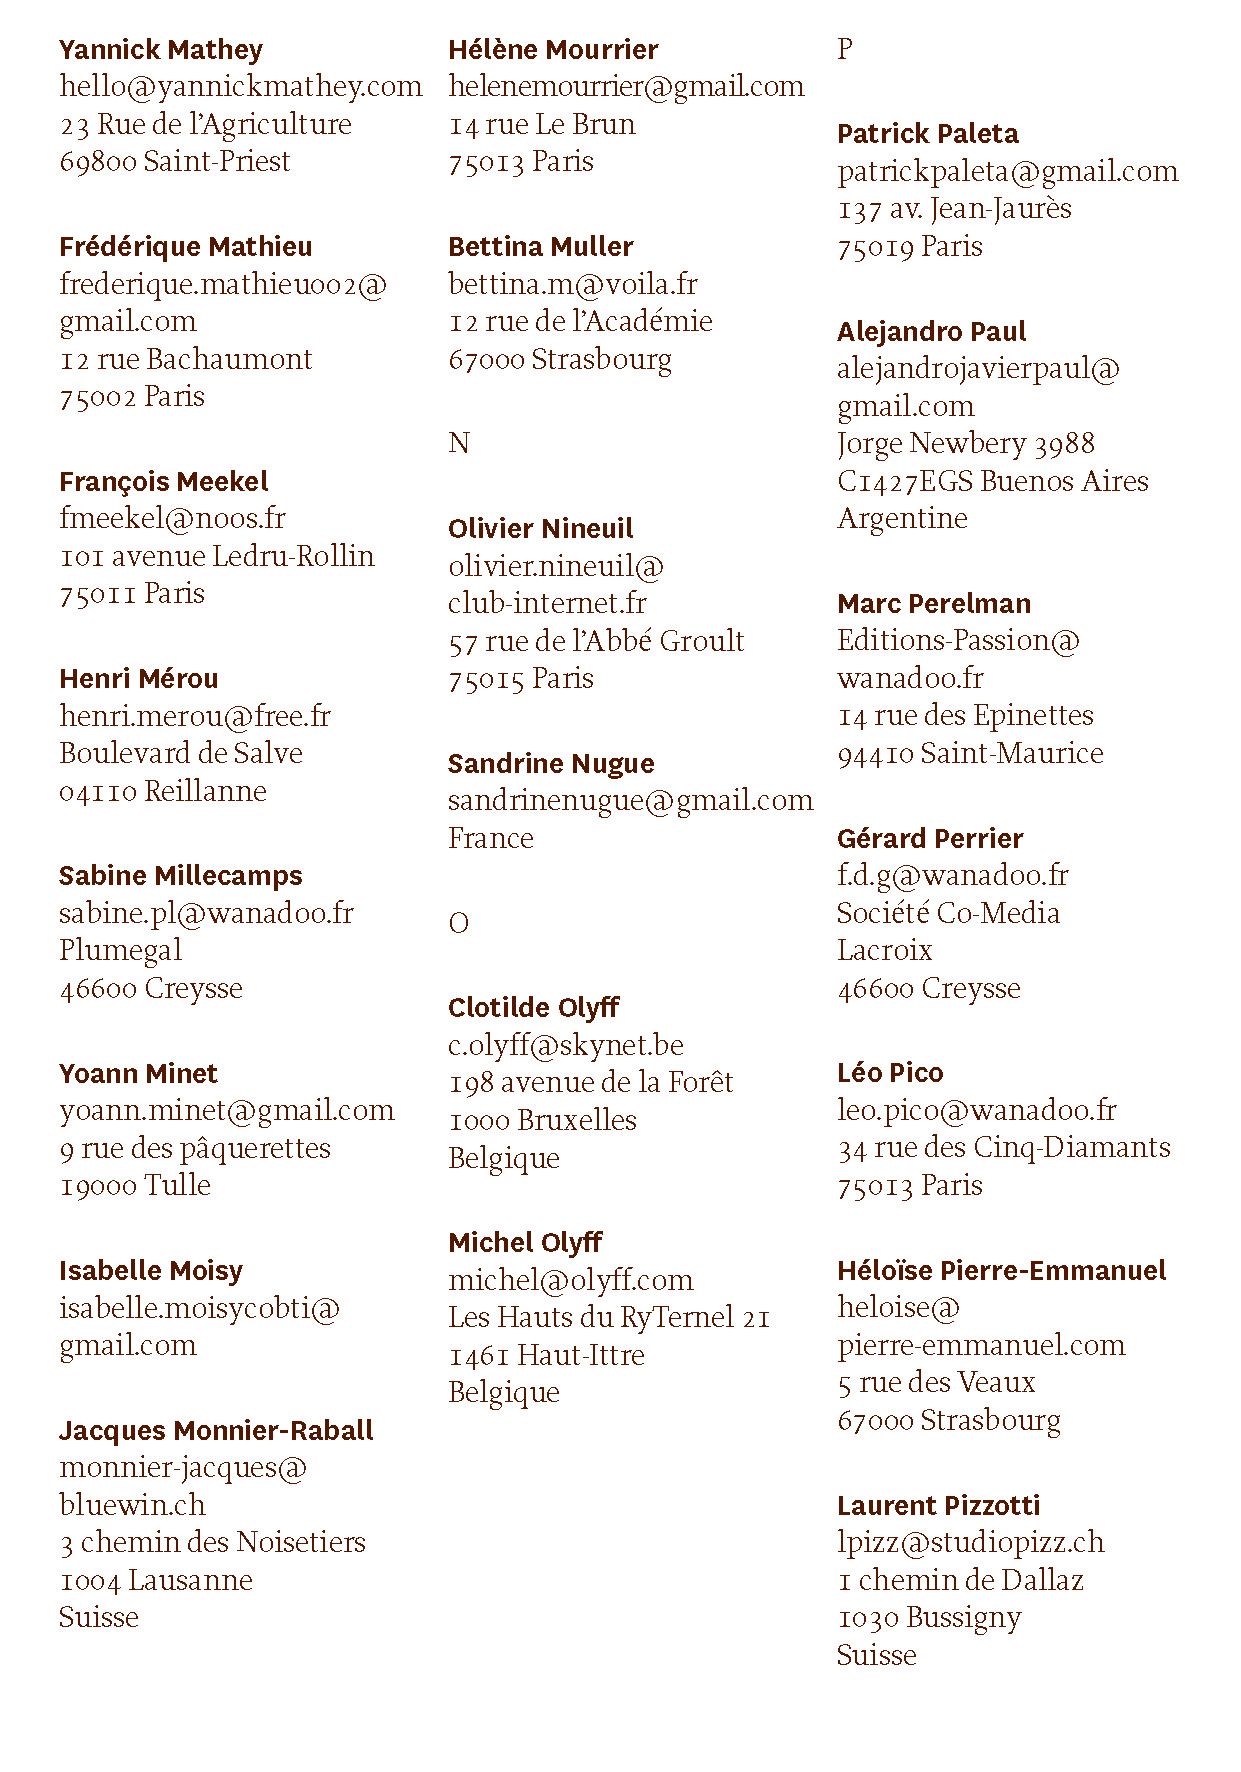 Yannick Mathey
hello@yannickmathey.com
23 Rue de l’Agriculture
69800 Saint-Priest
Frédérique Mathieu
frederique.mathieu002@
gmail.com
12 rue Bachaumont
75002 Paris
François Meekel
fmeekel@noos.fr
101 avenue Ledru-Rollin
75011 Paris
Henri Mérou
henri.merou@free.fr
Boulevard de Salve
04110 Reillanne
Sabine Millecamps
sabine.pl@wanadoo.fr
Plumegal
46600 Creysse
Yoann Minet
yoann.minet@gmail.com
9 rue des pâquerettes
19000 Tulle
Isabelle Moisy
isabelle.moisycobti@
gmail.com
Jacques Monnier-Raball
monnier-jacques@
bluewin.ch
3 chemin des Noisetiers
1004 Lausanne
Suisse
Hélène Mourrier
helenemourrier@gmail.com
14 rue Le Brun
75013 Paris
Bettina Muller
bettina.m@voila.fr
12 rue de l’Académie
67000 Strasbourg
N
Olivier Nineuil
olivier.nineuil@
club-internet.fr
57 rue de l’Abbé Groult
75015 Paris
Sandrine Nugue
sandrinenugue@gmail.com
France
O
Clotilde Olyff
c.olyff@skynet.be
198 avenue de la Forêt
1000 Bruxelles
Belgique
Michel Olyff
michel@olyff.com
Les Hauts du RyTernel 21
1461 Haut-Ittre
Belgique
P
Patrick Paleta
patrickpaleta@gmail.com
137 av. Jean-Jaurès
75019 Paris
Alejandro Paul
alejandrojavierpaul@
gmail.com
Jorge Newbery 3988
C1427EGS Buenos Aires
Argentine
Marc Perelman
Editions-Passion@
wanadoo.fr
14 rue des Epinettes
94410 Saint-Maurice
Gérard Perrier
f.d.g@wanadoo.fr
Société Co-Media
Lacroix
46600 Creysse
Léo Pico
leo.pico@wanadoo.fr
34 rue des Cinq-Diamants
75013 Paris
Héloïse Pierre-Emmanuel
heloise@
pierre-emmanuel.com
5 rue des Veaux
67000 Strasbourg
Laurent Pizzotti
lpizz@studiopizz.ch
1 chemin de Dallaz
1030 Bussigny
Suisse